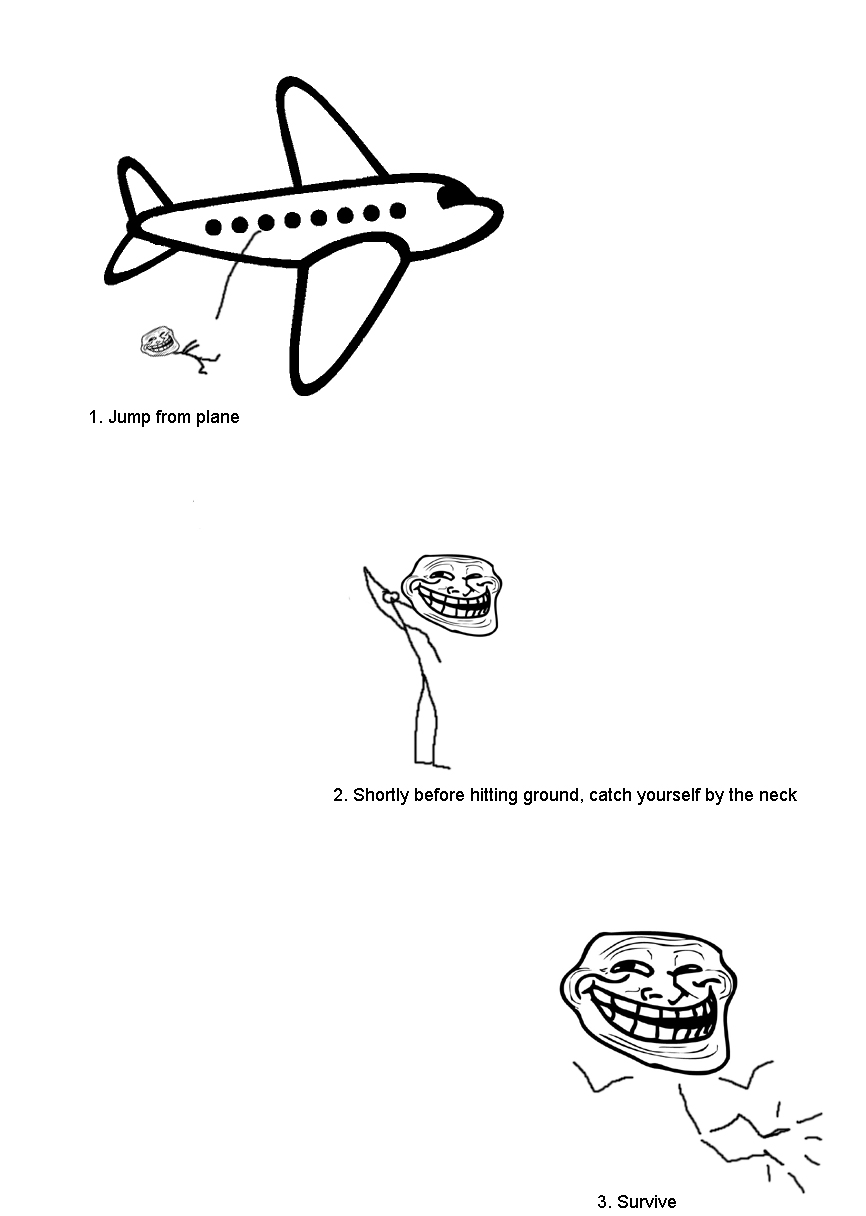 1. Jump from plane
2. Shortly before hitting ground, catch yourself by the neck
3. Survive